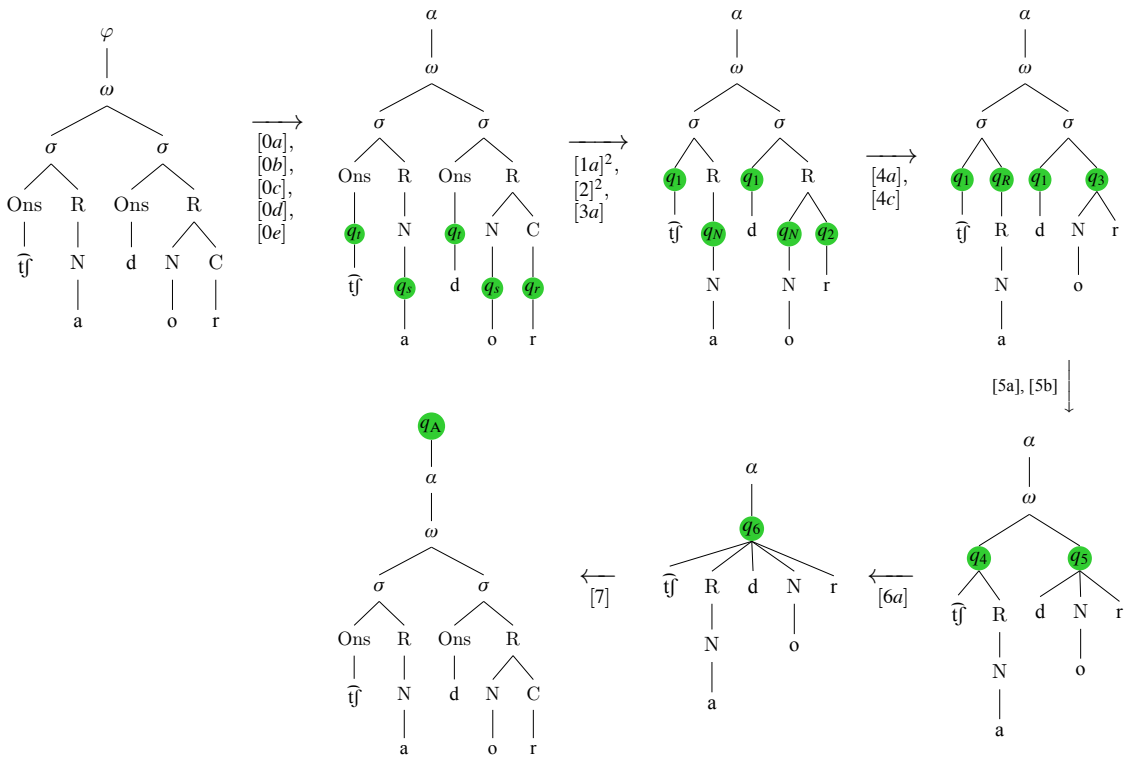 φ
ω
σ σ
Ons R Ons R
t͡ʃ N d N C
a o r
[0a],
[0b],
[0c],
[0d],
[0e]
α
ω
σ σ
Ons R Ons R
q_t N q_t N C
t͡ʃ q_s d q_s q_r
a o r
[1a]²,
[2]²,
[3a]
α
ω
σ σ
q_1 R q_1 R
t͡ʃ q_N d q_N q_2
N N r
a o
[4a],
[4c]
α
ω
σ σ
q_1 q_R q_1 q_3
t͡ʃ R d N r
N o
a
[5a], [5b]
α
ω
q_4 q_5
t͡ʃ R d N r
N o
a
[6a]
α
q_6
t͡ʃ R d N r
N o
a
[7]
q_A
α
ω
σ σ
Ons R Ons R
t͡ʃ N d N C
a o r